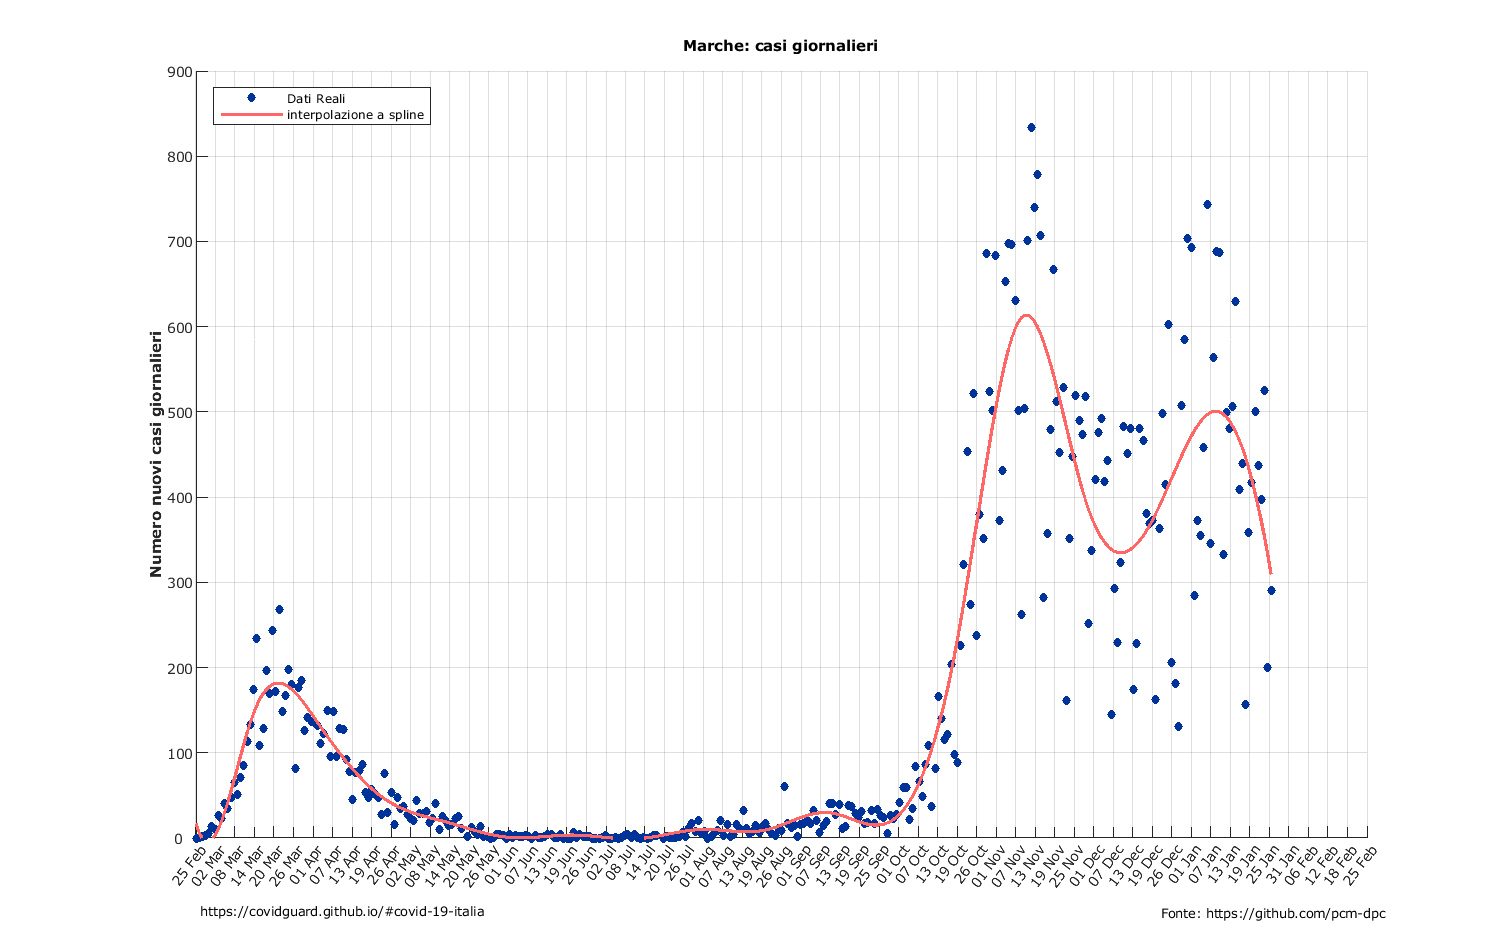 Marche: casi giornalieri
Numero nuovi casi giornalieri
900
800
700
600
500
400
300
200
100
0
Dati Reali
interpolazione a spline
25 Feb
02 Mar
08 Mar
14 Mar
20 Mar
26 Mar
01 Apr
07 Apr
13 Apr
19 Apr
26 Apr
02 May
08 May
14 May
20 May
26 May
01 Jun
07 Jun
13 Jun
19 Jun
26 Jun
02 Jul
08 Jul
14 Jul
20 Jul
26 Jul
01 Aug
07 Aug
13 Aug
19 Aug
26 Aug
01 Sep
07 Sep
13 Sep
19 Sep
25 Sep
01 Oct
07 Oct
13 Oct
19 Oct
26 Oct
01 Nov
07 Nov
13 Nov
19 Nov
25 Nov
01 Dec
07 Dec
13 Dec
19 Dec
26 Dec
01 Jan
07 Jan
13 Jan
19 Jan
25 Jan
31 Jan
06 Feb
12 Feb
18 Feb
25 Feb
https://covidguard.github.io/#covid-19-italia
Fonte: https://github.com/pcm-dpc